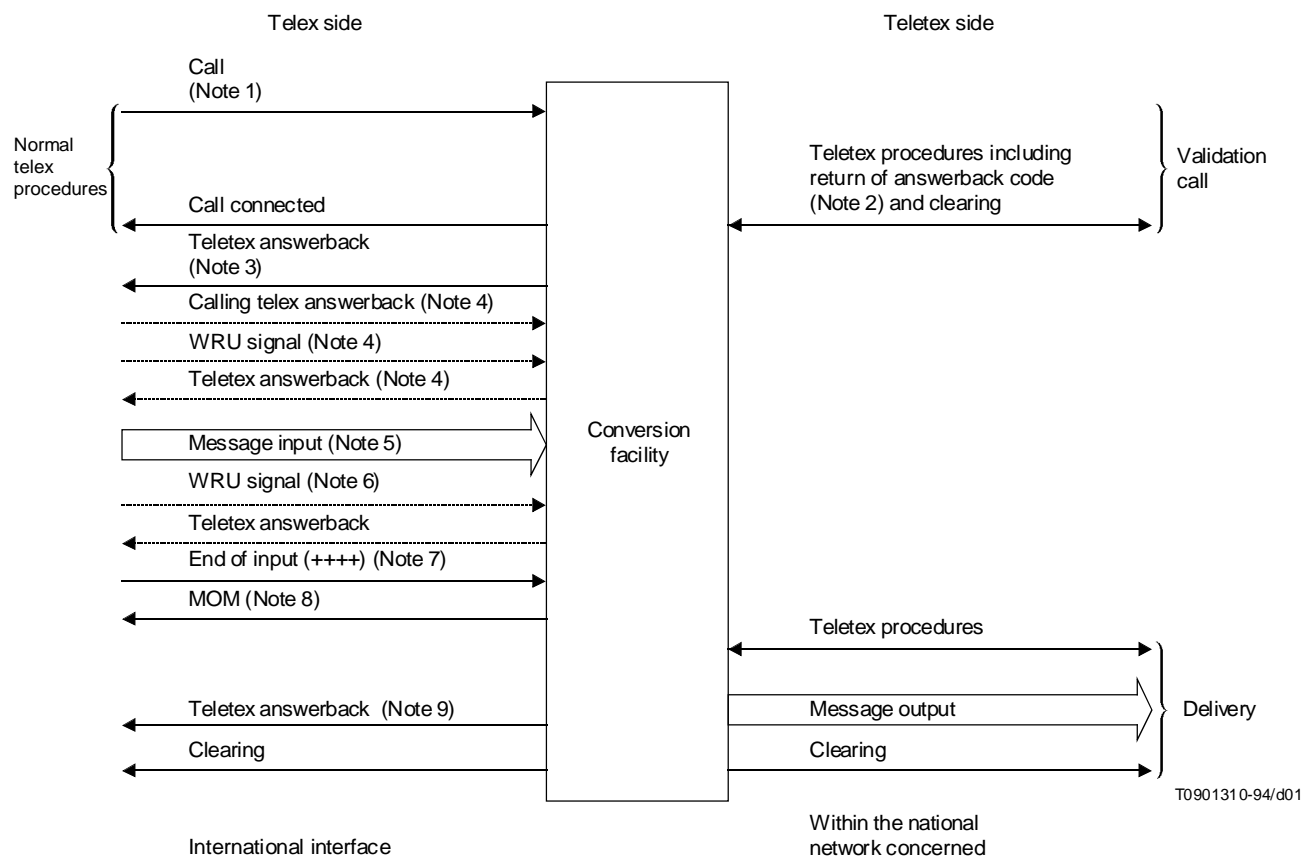 Telex side
Teletex side
Call
(Note 1)
Normal
telex
procedures
Teletex procedures including
return of answerback code
(Note 2) and clearing
Validation
call
Call connected
Teletex answerback
(Note 3)
Calling telex answerback (Note 4)
WRU signal (Note 4)
Teletex answerback (Note 4)
Message input (Note 5)
Conversion
facility
WRU signal (Note 6)
Teletex answerback
End of input (++++) (Note 7)
MOM (Note 8)
Teletex procedures
Teletex answerback (Note 9)
Message output
Delivery
Clearing
Clearing
T0901310-94/d01
International interface
Within the national
network concerned